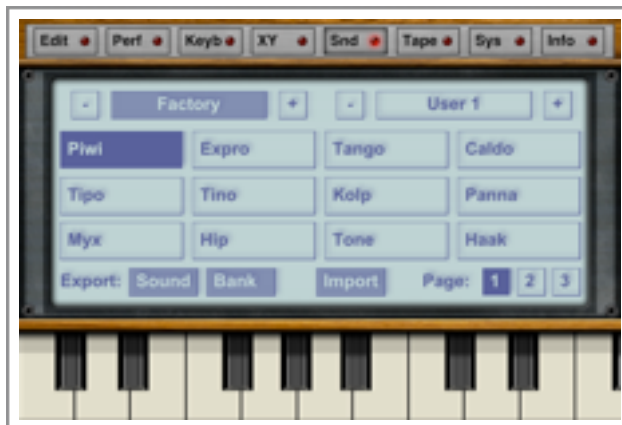 Edit Perf Keyb XY Snd Tape Sys Info
- Factory + - User 1 +
Piwi Expro Tango Caldo
Tipo Tino Kolp Panna
Myx Hip Tone Haak
Export: Sound Bank Import Page: 1 2 3